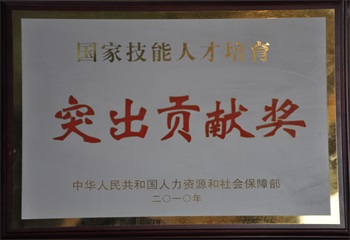 国家技能人才培育
突出贡献奖
中华人民共和国人力资源和社会保障部
二〇一〇年